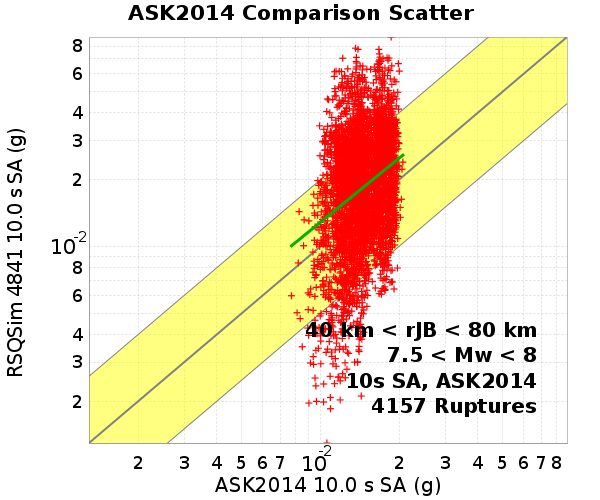 ASK2014 Comparison Scatter
RSQSim 4841 10.0 s SA (g)
8
6
4
3
2
10-2
8
6
4
3
2
40 km < rJB < 80 km
7.5 < Mw < 8
10s SA, ASK2014
4157 Ruptures
2 3 4 5 6 7 10-2 2 3 4 5 6 7 8
ASK2014 10.0 s SA (g)